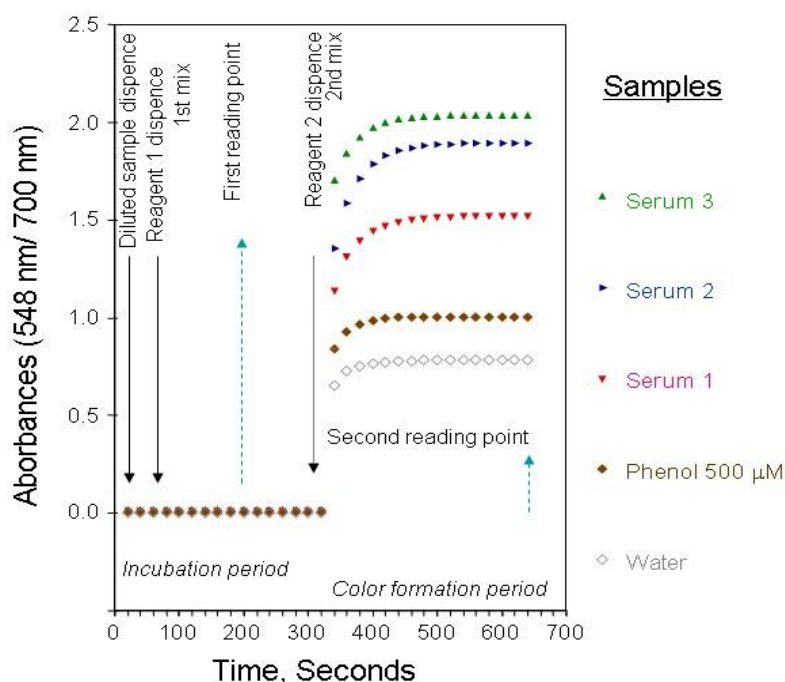 Aborbances (548 nm/ 700 nm)
2.5
2.0
1.5
1.0
0.5
0.0
Diluted sample dispence
Reagent 1 dispence
1st mix
First reading point
Reagent 2 dispence
2nd mix
Second reading point
Incubation period
Color formation period
0
100
200
300
400
500
600
700
Time, Seconds
Samples
Serum 3
Serum 2
Serum 1
Phenol 500 μM
Water